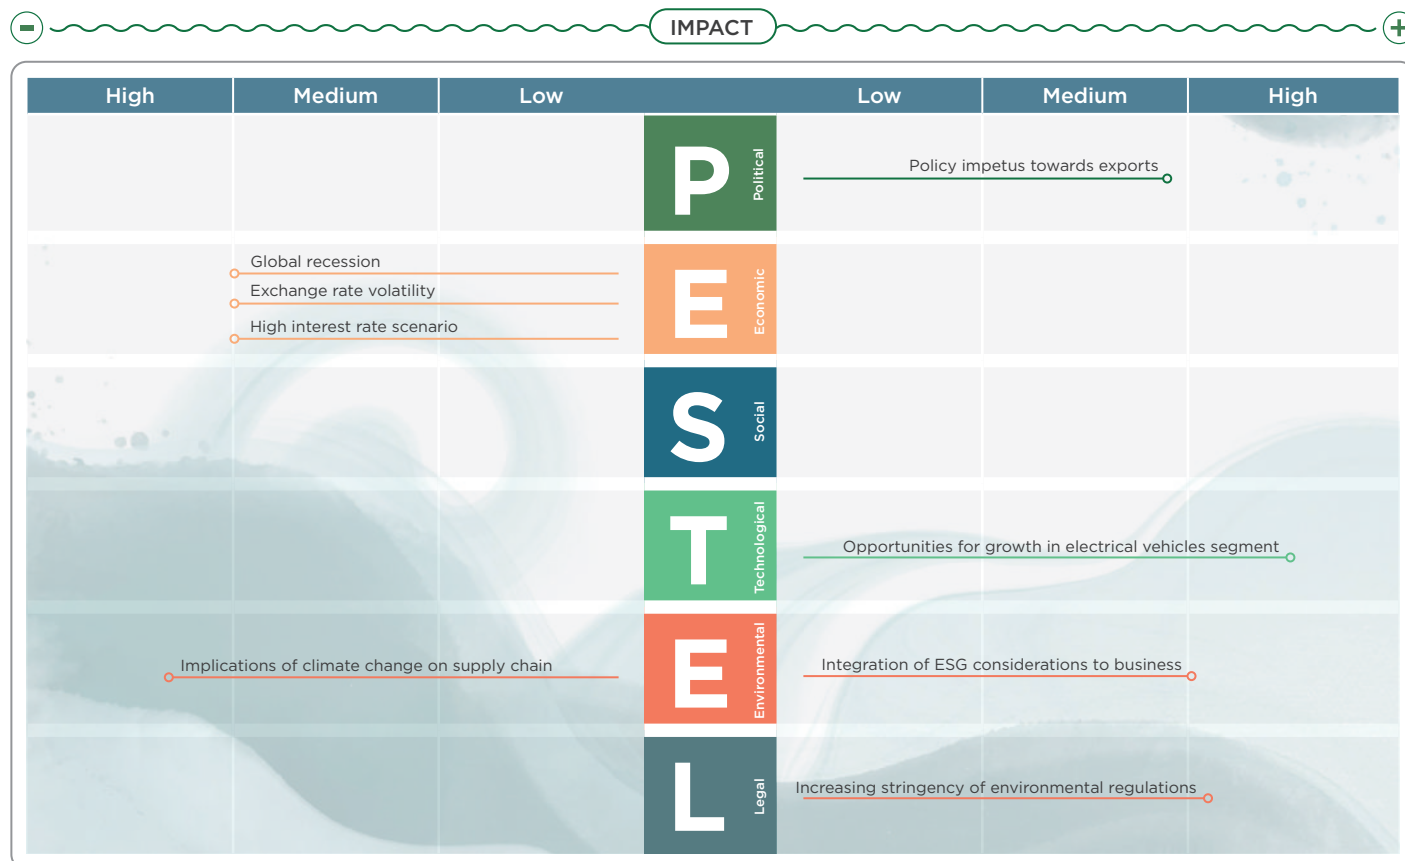 − IMPACT +
High Medium Low Low Medium High
P Political
Policy impetus towards exports
Global recession
Exchange rate volatility
High interest rate scenario
E Economic
S Social
T Technological
Opportunities for growth in electrical vehicles segment
Implications of climate change on supply chain
E Environmental
Integration of ESG considerations to business
L Legal
Increasing stringency of environmental regulations